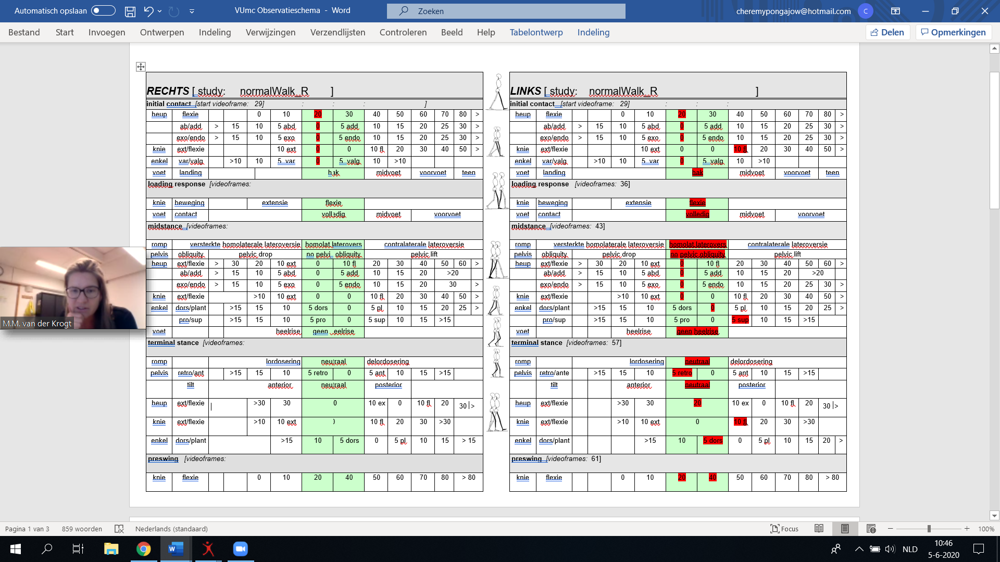 Automatisch opslaan VUmc Observatieschema - Word Zoeken cheremypongajow@hotmail.com C
Bestand Start Invoegen Ontwerpen Indeling Verwijzingen Verzendlijsten Controleren Beeld Help Tabelontwerp Indeling Delen Opmerkingen
RECHTS [ study: normalWalk_R ]
initial contact [start videoframe: 29] : : : ]
heup flexie 0 10 20 30 40 50 60 70 80 >
ab/add > 15 10 5 abd 0 5 add 10 15 20 25 30 >
exo/endo > 15 10 5 exo 0 5 endo 10 15 20 25 30 >
knie ext/flexie 10 ext 0 0 10 fl 20 30 40 50 >
enkel var/valg >10 10 5 var 0 5 valg 10 >10
voet landing hak midvoet voorvoet teen
loading response [videoframes:
knie beweging extensie flexie
voet contact volledig midvoet voorvoet
midstance [videoframes:
romp versterkte homolaterale lateroversie homolat laterovers contralaterale lateroversie
pelvis obliquity pelvic drop no pelvi obliquity pelvic lift
heup ext/flexie > 30 20 10 ext 0 10 fl 20 30 40 50 60 >
ab/add > 15 10 5 abd 0 5 add 10 15 20 >20
exo/endo > 15 10 5 exo 0 5 endo 10 15 20 30 >
knie ext/flexie >10 10 ext 0 0 10 fl 20 30 40 50 >
enkel dors/plant >15 15 10 5 dors 0 5 pl 10 15 20 25 >
pro/sup >15 15 10 5 pro 0 5 sup 10 15 >15
voet heelrise geen eelrise
terminal stance [videoframes:
romp lordosering neutraal delordosering
pelvis retro/ant >15 15 10 5 retro 0 5 ant 10 15 >15
tilt anterior neutraal posterior
heup ext/flexie >30 30 0 10 ex 0 10 fl 20 30 |>
knie ext/flexie >10 10 ext ) 10 fl 20 30 >30
enkel dors/plant >15 10 5 dors 0 5 pl 10 15 > 15
preswing [videoframes:
knie flexie 0 10 20 40 50 60 70 80 > 80
LINKS [ study: normalWalk_R ]
initial contact [start videoframe: 29] : : :
heup flexie 0 10 20 30 40 50 60 70 80 >
ab/add > 15 10 5 abd 0 5 add 10 15 20 25 30 >
exo/endo > 15 10 5 exo 0 5 endo 10 15 20 25 30 >
knie ext/flexie 10 ext 0 0 10 fl 20 30 40 50 >
enkel var/valg >10 10 5 var 0 5 valg 10 >10
voet landing hak midvoet voorvoet teen
loading response [videoframes: 36]
knie beweging extensie flexie
voet contact volledig midvoet voorvoet
midstance [videoframes: 43]
romp versterkte homolaterale lateroversie homolat laterovers contralaterale lateroversie
pelvis obliquity pelvic drop no pelvic obliquity pelvic lift
heup ext/flexie > 30 20 10 ext 0 10 fl 20 30 40 50 60 >
ab/add > 15 10 5 abd 0 5 add 10 15 20 >20
exo/endo > 15 10 5 exo 0 5 endo 10 15 20 25 30 >
knie ext/flexie >10 10 ext 0 0 10 fl 20 30 40 50 >
enkel dors/plant >15 15 10 5 dors 0 5 pl 10 15 20 25 >
pro/sup >15 15 10 5 pro 0 5 sup 10 15 >15
voet heelrise geen heelrise
terminal stance [videoframes: 57]
romp lordosering neutraal delordosering
pelvis retro/ante >15 15 10 5 retro 0 5 ant 10 15 >15
tilt anterior neutraal posterior
heup ext/flexie >30 30 20 10 ex 0 10 fl 20 30 |>
knie ext/flexie >10 10 ext 0 10 fl 20 30 >30
enkel dors/plant >15 10 5 dors 0 5 pl 10 15 20 >
preswing [videoframes: 61]
knie flexie 0 10 20 40 50 60 70 80 > 80
M.M. van der Krogt
Pagina 1 van 3 859 woorden Nederlands (standaard) Focus 100%
NLD 10:46
5-6-2020